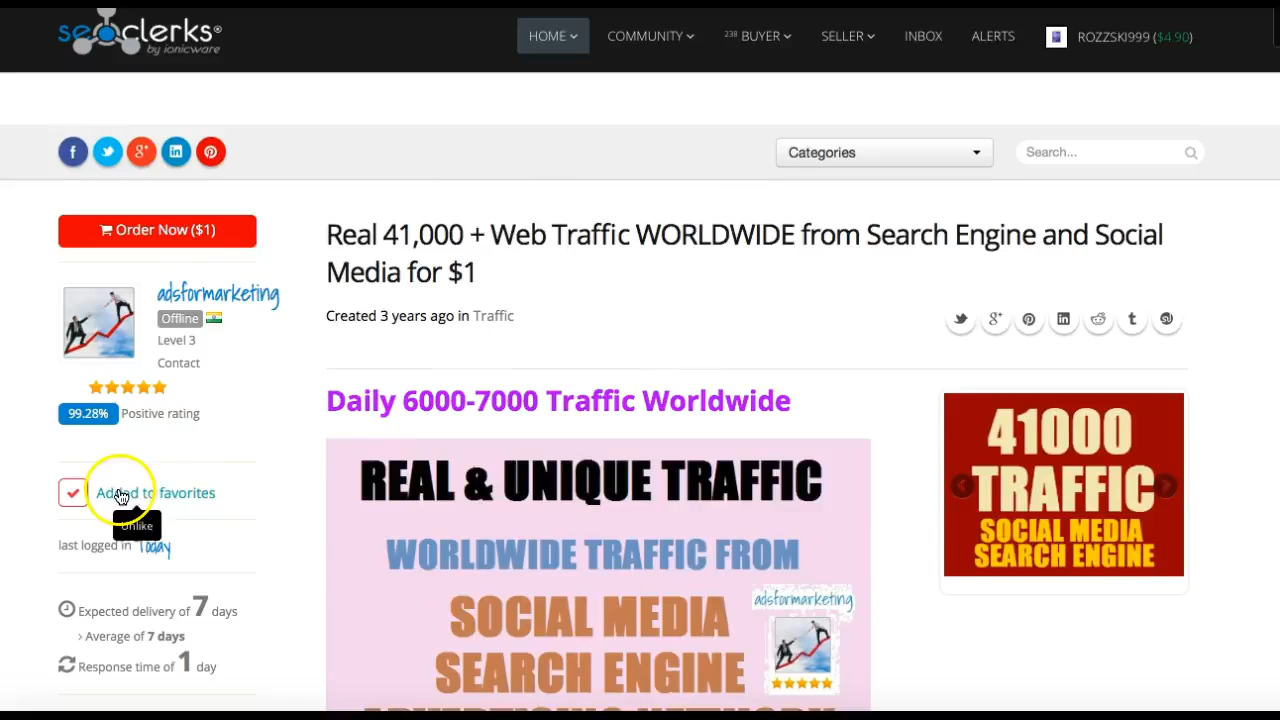 seoclerks®
by ionicware
HOME
COMMUNITY
238 BUYER
SELLER
INBOX
ALERTS
ROZZSKI999 ($4.90)
f
g+
in
Categories
Search...
Order Now ($1)
Real 41,000 + Web Traffic WORLDWIDE from Search Engine and Social
Media for $1
adsformarketing
Offline
Level 3
Contact
Created 3 years ago in Traffic
99.28% Positive rating
Daily 6000-7000 Traffic Worldwide
REAL & UNIQUE TRAFFIC
WORLDWIDE TRAFFIC FROM
SOCIAL MEDIA
SEARCH ENGINE
ADVERTISING NETWORK
adsformarketing
41000
TRAFFIC
SOCIAL MEDIA
SEARCH ENGINE
Added to favorites
Unlike
last logged in Today
Expected delivery of 7 days
› Average of 7 days
Response time of 1 day